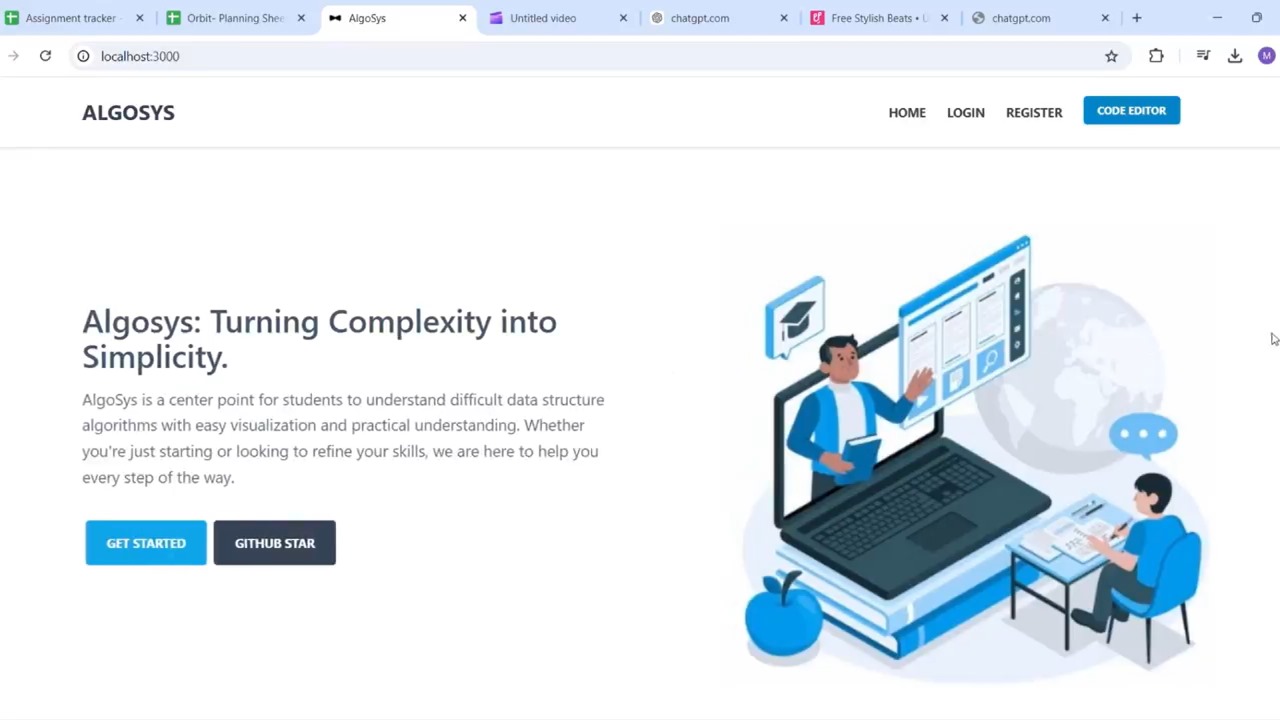 Assignment tracker
Orbit- Planning Shee
AlgoSys
Untitled video
chatgpt.com
Free Stylish Beats •
chatgpt.com
localhost:3000
M
ALGOSYS
HOME
LOGIN
REGISTER
CODE EDITOR
Algosys: Turning Complexity into
Simplicity.
AlgoSys is a center point for students to understand difficult data structure
algorithms with easy visualization and practical understanding. Whether
you're just starting or looking to refine your skills, we are here to help you
every step of the way.
GET STARTED
GITHUB STAR